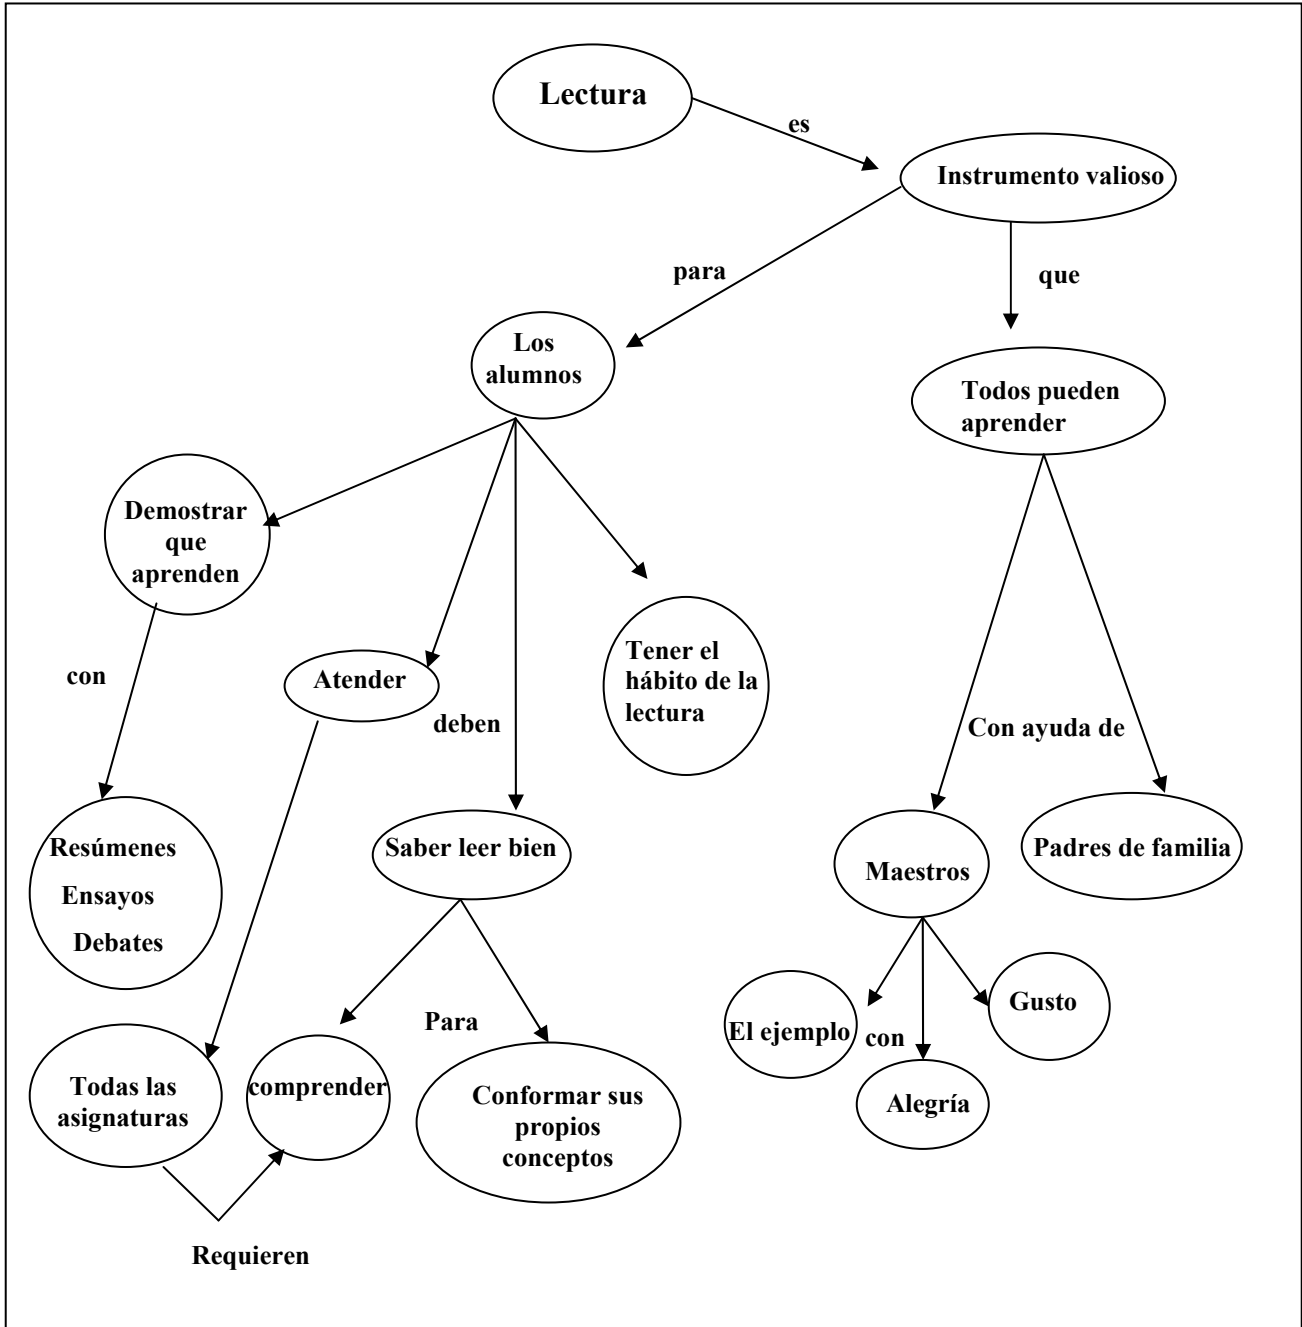 Lectura
es
Instrumento valioso
para
que
Los
alumnos
Todos pueden
aprender
Demostrar
que
aprenden
con
Atender
deben
Tener el
hábito de la
lectura
Con ayuda de
Resúmenes
Ensayos
Debates
Saber leer bien
Maestros
Padres de familia
Para
El ejemplo
con
Gusto
Alegría
Todas las
asignaturas
comprender
Conformar sus
propios
conceptos
Requieren